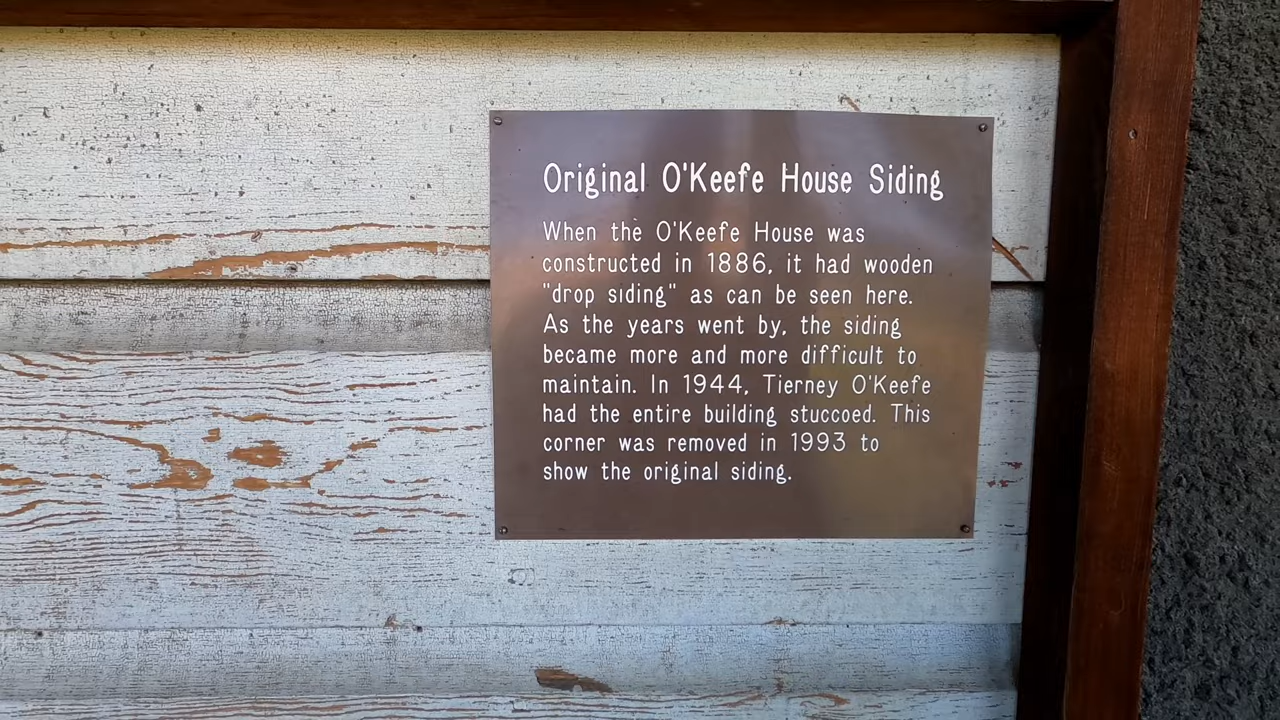 Original O'Keefe House Siding
When the O'Keefe House was
constructed in 1886, it had wooden
"drop siding" as can be seen here.
As the years went by, the siding
became more and more difficult to
maintain. In 1944, Tierney O'Keefe
had the entire building stuccoed. This
corner was removed in 1993 to
show the original siding.